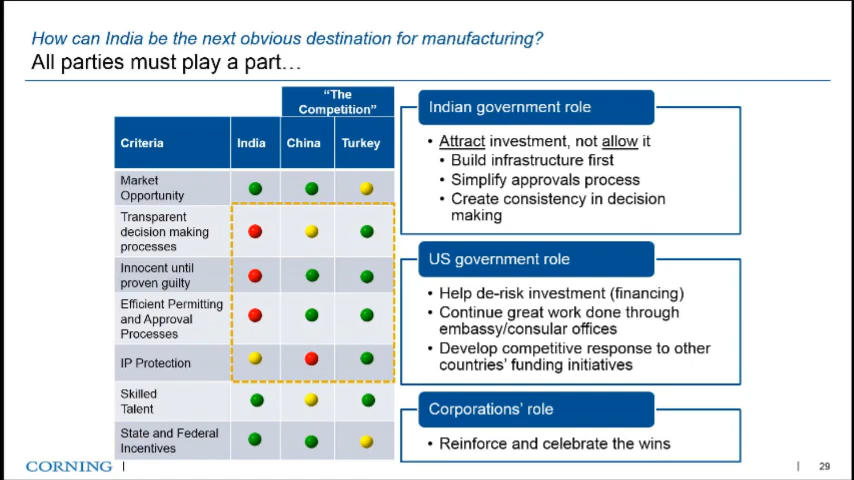 How can India be the next obvious destination for manufacturing?
All parties must play a part…
"The
Competition"
Criteria
India
China
Turkey
Market
Opportunity
Transparent
decision making
processes
Innocent until
proven guilty
Efficient Permitting
and Approval
Processes
IP Protection
Skilled
Talent
State and Federal
Incentives
Indian government role
• Attract investment, not allow it
• Build infrastructure first
• Simplify approvals process
• Create consistency in decision
making
US government role
• Help de-risk investment (financing)
• Continue great work done through
embassy/consular offices
• Develop competitive response to other
countries' funding initiatives
Corporations' role
• Reinforce and celebrate the wins
CORNING |
| 29